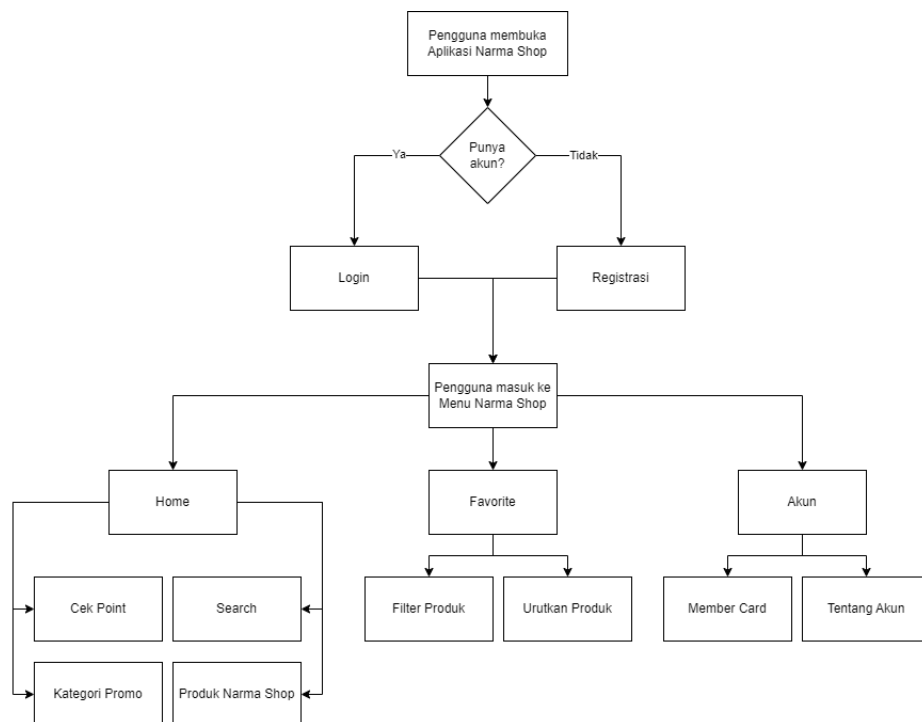 Pengguna membuka
Aplikasi Narma Shop
Punya
akun?
Ya
Tidak
Login
Registrasi
Pengguna masuk ke
Menu Narma Shop
Home
Favorite
Akun
Cek Point
Search
Filter Produk
Urutkan Produk
Member Card
Tentang Akun
Kategori Promo
Produk Narma Shop